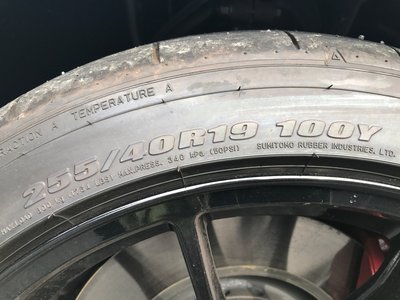 TRACTION A TEMPERATURE A
255/40R19 100Y
MAX.PRESS. 340 kPa (50PSI) SUMITOMO RUBBER INDUSTRIES, LTD.